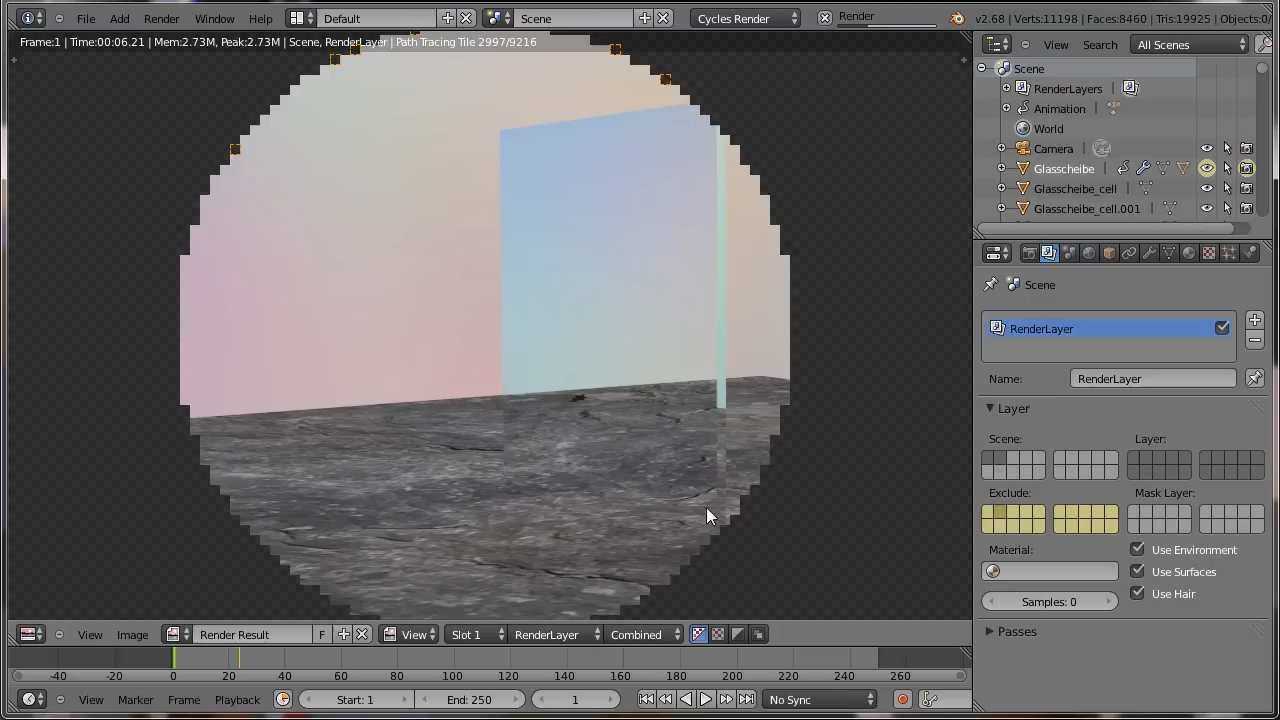 File Add Render Window Help Default Scene Cycles Render Render v2.68 | Verts:11198 | Faces:8460 | Tris:19925 | Objects:0/
Frame:1 | Time:00:06.21 | Mem:2.73M, Peak:2.73M | Scene, RenderLayer | Path Tracing Tile 2997/9216
View Search All Scenes
Scene
RenderLayers
Animation
World
Camera
Glasscheibe
Glasscheibe_cell
Glasscheibe_cell.001
Scene
RenderLayer
Name: RenderLayer
Layer
Scene: Layer:
Exclude: Mask Layer:
Material: Use Environment
Use Surfaces
Use Hair
Samples: 0
Passes
View Image Render Result F View Slot 1 RenderLayer Combined
-40 -20 0 20 40 60 80 100 120 140 160 180 200 220 240 260
View Marker Frame Playback Start: 1 End: 250 1 No Sync